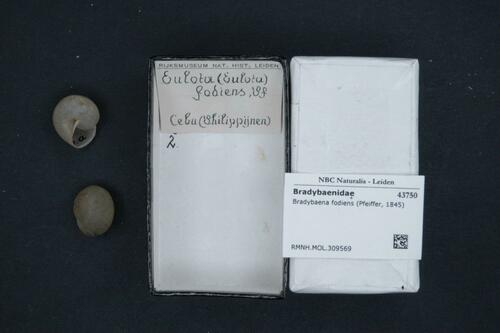 RIJKSMUSEUM NAT. HIST. LEIDEN
Eulota (Eulota)
fodiens, Pf
Cebu (Philippijnen)
2.
NBC Naturalis - Leiden
Bradybaenidae
43750
Bradybaena fodiens (Pfeiffer, 1845)
RMNH.MOL.309569